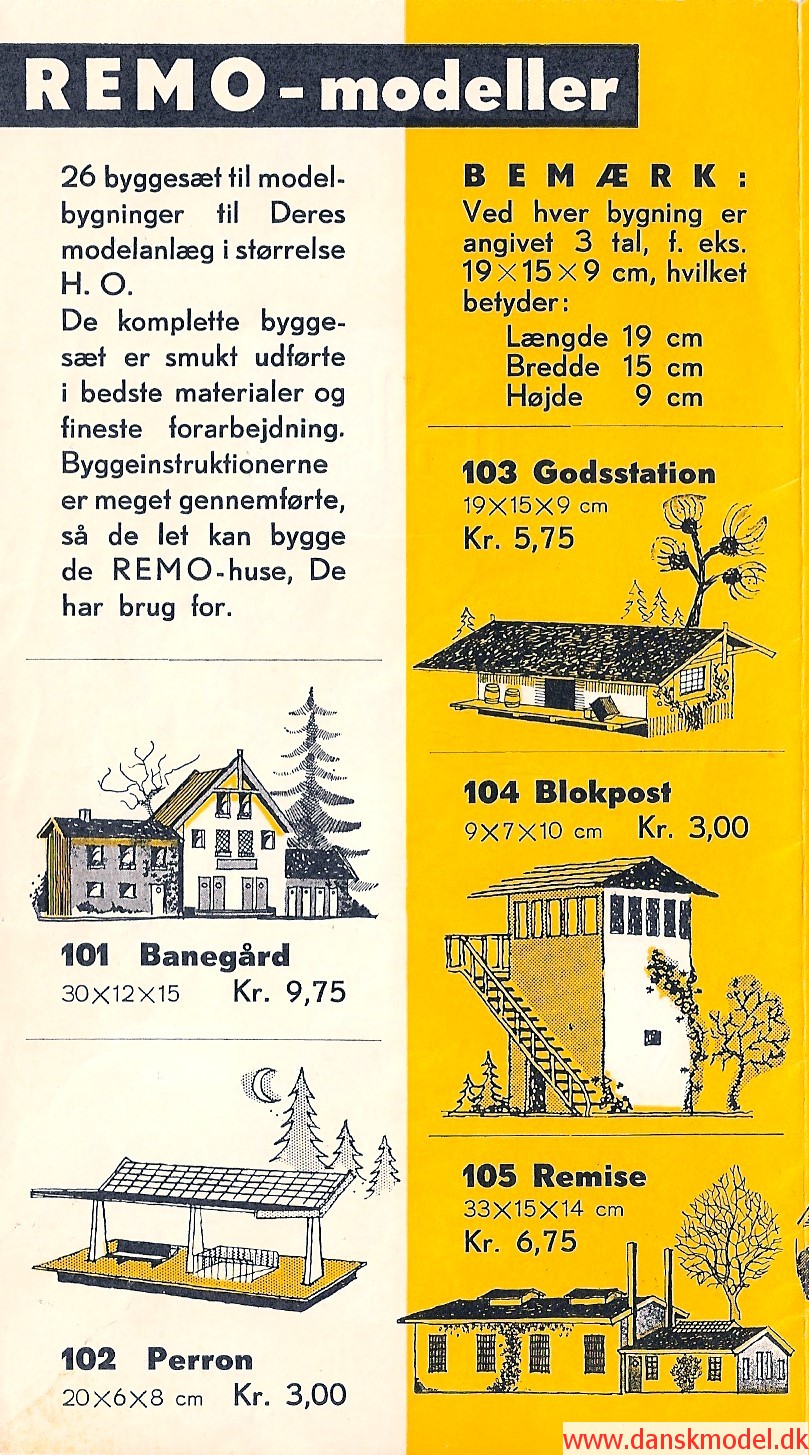 REMO-modeller
26 byggesæt til model-
bygninger til Deres
modelanlæg i størrelse
H. O.
De komplette bygge-
sæt er smukt udførte
i bedste materialer og
fineste forarbejdning.
Byggeinstruktionerne
er meget gennemførte,
så de let kan bygge
de REMO-huse, De
har brug for.
101 Banegård
30×12×15 Kr. 9,75
102 Perron
20×6×8 cm Kr. 3,00
BEMÆRK:
Ved hver bygning er
angivet 3 tal, f. eks.
19×15×9 cm, hvilket
betyder:
Længde 19 cm
Bredde 15 cm
Højde 9 cm
103 Godsstation
19×15×9 cm
Kr. 5,75
104 Blokpost
9×7×10 cm Kr. 3,00
105 Remise
33×15×14 cm
Kr. 6,75
www.danskmodel.dk